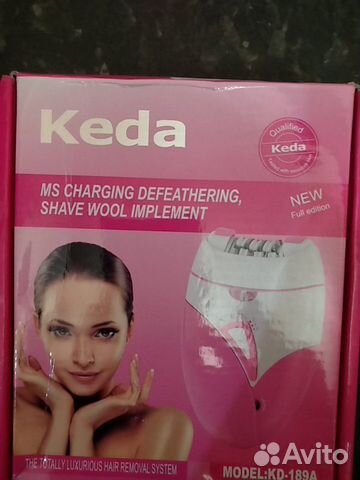 Keda
Qualified
Keda
MS CHARGING DEFEATHERING,
SHAVE WOOL IMPLEMENT
NEW
Full edition
THE TOTALLY LUXURIOUS HAIR REMOVAL SYSTEM
MODEL:KD-189A
Avito